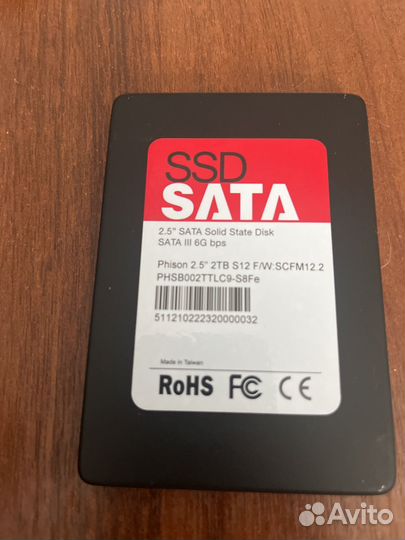 SSD
SATA
2.5" SATA Solid State Disk
SATA III 6G bps
Phison 2.5" 2TB S12 F/W:SCFM12.2
PHSB002TTLC9-S8Fe
511210222320000032
Made in Taiwan
RoHS FC CE
Avito